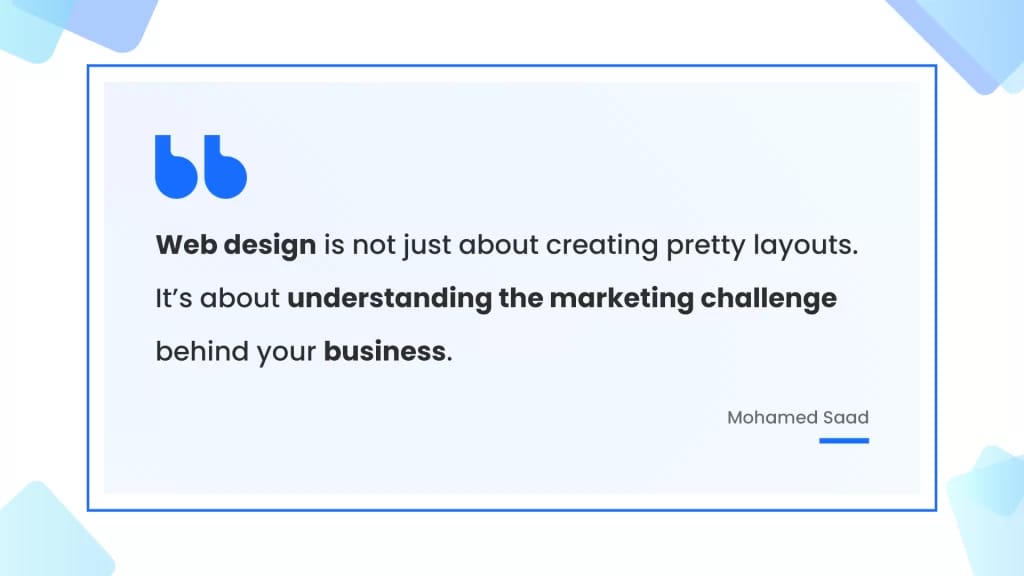 Web design is not just about creating pretty layouts.
It’s about understanding the marketing challenge
behind your business.
Mohamed Saad